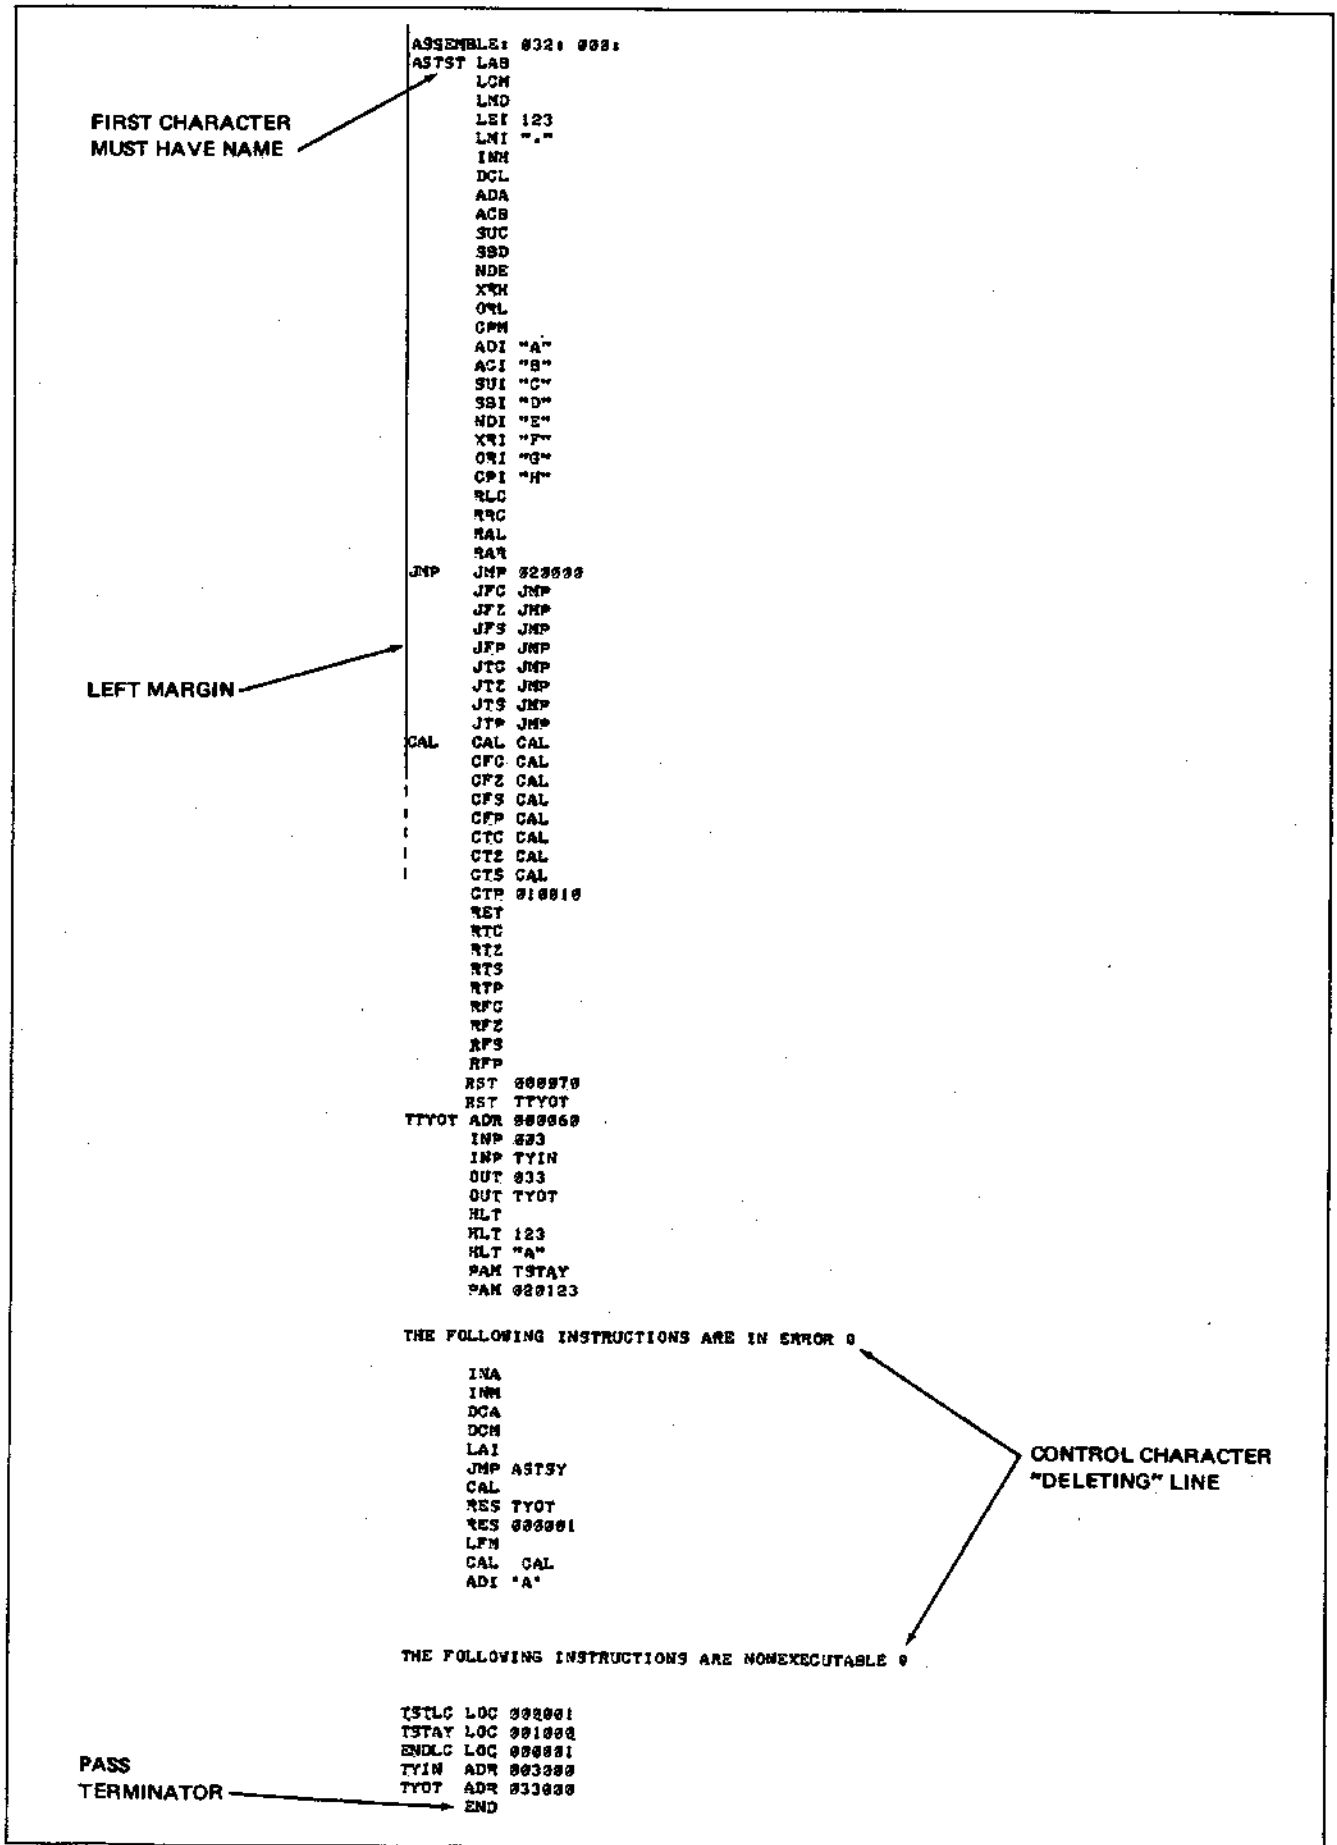 ASSEMBLE: 032: 000:
ASTST LAB
LCM
LMD
FIRST CHARACTER
MUST HAVE NAME
LEI 123
LMI "."
INH
DCL
ADA
ACB
SUC
SBD
NDE
XRH
ORL
CPM
ADI "A"
ACI "B"
SUI "C"
SBI "D"
NDI "E"
XRI "F"
ORI "G"
CPI "H"
RLC
RRC
RAL
RAR
JMP JMP 020000
JFC JMP
JFZ JMP
JFS JMP
JFP JMP
JTC JMP
LEFT MARGIN
JTZ JMP
JTS JMP
JTP JMP
CAL CAL CAL
CFC CAL
CFZ CAL
CFS CAL
CFP CAL
CTC CAL
CTZ CAL
CTS CAL
CTP 010010
RET
RTC
RTZ
RTS
RTP
RFC
RFZ
RFS
RFP
RST 000070
RST TTYOT
TTYOT ADR 000060
INP 003
INP TYIN
OUT 033
OUT TYOT
HLT
HLT 123
HLT "A"
PAM TSTAY
PAM 020123
THE FOLLOWING INSTRUCTIONS ARE IN ERROR @
INA
INM
DCA
DCM
LAI
JMP ASTSY
CAL
RES TYOT
RES 000001
LFM
CAL CAL
ADI 'A'
CONTROL CHARACTER
"DELETING" LINE
THE FOLLOWING INSTRUCTIONS ARE NONEXECUTABLE @
TSTLC LOC 000001
TSTAY LOC 001000
ENDLC LOC 000001
TYIN ADR 003000
TYOT ADR 033000
END
PASS
TERMINATOR